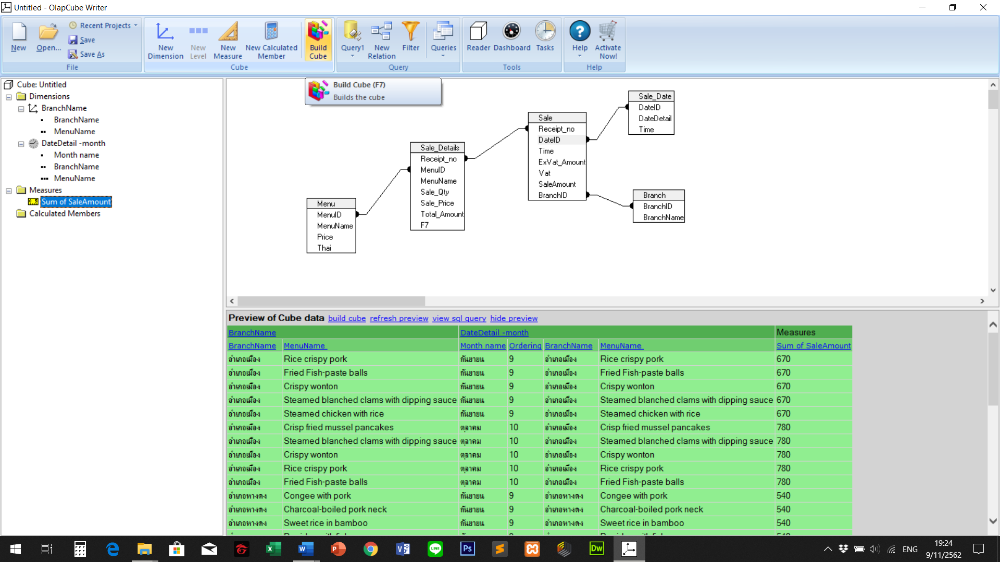 Untitled - OlapCube Writer
New
Open...
Recent Projects
Save
Save As
File
New Dimension
New Level
New Measure
New Calculated Member
Build Cube
Cube
Query1
New Relation
Filter
Queries
Query
Reader
Dashboard
Tasks
Tools
Help
Activate Now!
Help
Build Cube (F7)
Builds the cube
Cube: Untitled
Dimensions
BranchName
BranchName
MenuName
DateDetail -month
Month name
BranchName
MenuName
Measures
Sum of SaleAmount
Calculated Members
Menu
MenuID
MenuName
Price
Thai
Sale_Details
Receipt_no
MenuID
MenuName
Sale_Qty
Sale_Price
Total_Amount
F7
Sale
Receipt_no
DateID
Time
ExVat_Amount
Vat
SaleAmount
BranchID
Sale_Date
DateID
DateDetail
Time
Branch
BranchID
BranchName
Preview of Cube data build cube refresh preview view sql query hide preview
BranchName DateDetail -month Measures
BranchName MenuName Month name Ordering BranchName MenuName Sum of SaleAmount
อำเภอเมือง Rice crispy pork กันยายน 9 อำเภอเมือง Rice crispy pork 670
อำเภอเมือง Fried Fish-paste balls กันยายน 9 อำเภอเมือง Fried Fish-paste balls 670
อำเภอเมือง Crispy wonton กันยายน 9 อำเภอเมือง Crispy wonton 670
อำเภอเมือง Steamed blanched clams with dipping sauce กันยายน 9 อำเภอเมือง Steamed blanched clams with dipping sauce 670
อำเภอเมือง Steamed chicken with rice กันยายน 9 อำเภอเมือง Steamed chicken with rice 670
อำเภอเมือง Crisp fried mussel pancakes ตุลาคม 10 อำเภอเมือง Crisp fried mussel pancakes 780
อำเภอเมือง Steamed blanched clams with dipping sauce ตุลาคม 10 อำเภอเมือง Steamed blanched clams with dipping sauce 780
อำเภอเมือง Crispy wonton ตุลาคม 10 อำเภอเมือง Crispy wonton 780
อำเภอเมือง Rice crispy pork ตุลาคม 10 อำเภอเมือง Rice crispy pork 780
อำเภอเมือง Fried Fish-paste balls ตุลาคม 10 อำเภอเมือง Fried Fish-paste balls 780
อำเภอหางดง Congee with pork กันยายน 9 อำเภอหางดง Congee with pork 540
อำเภอหางดง Charcoal-boiled pork neck กันยายน 9 อำเภอหางดง Charcoal-boiled pork neck 540
อำเภอหางดง Sweet rice in bamboo กันยายน 9 อำเภอหางดง Sweet rice in bamboo 540
ENG
19:24
9/11/2562